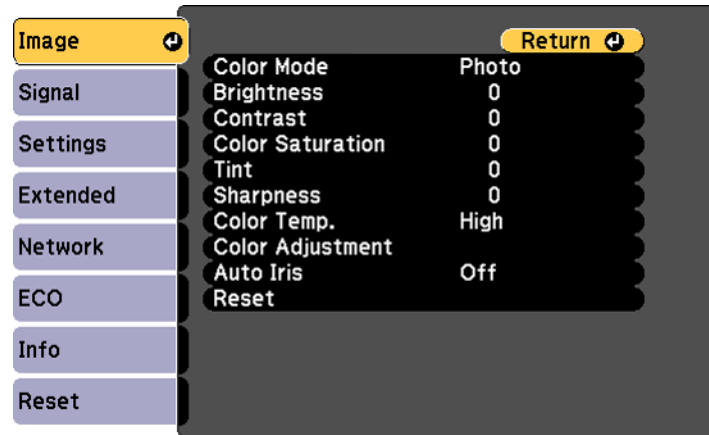 Image
Signal
Settings
Extended
Network
ECO
Info
Reset
Return
Color Mode Photo
Brightness 0
Contrast 0
Color Saturation 0
Tint 0
Sharpness 0
Color Temp. High
Color Adjustment
Auto Iris Off
Reset